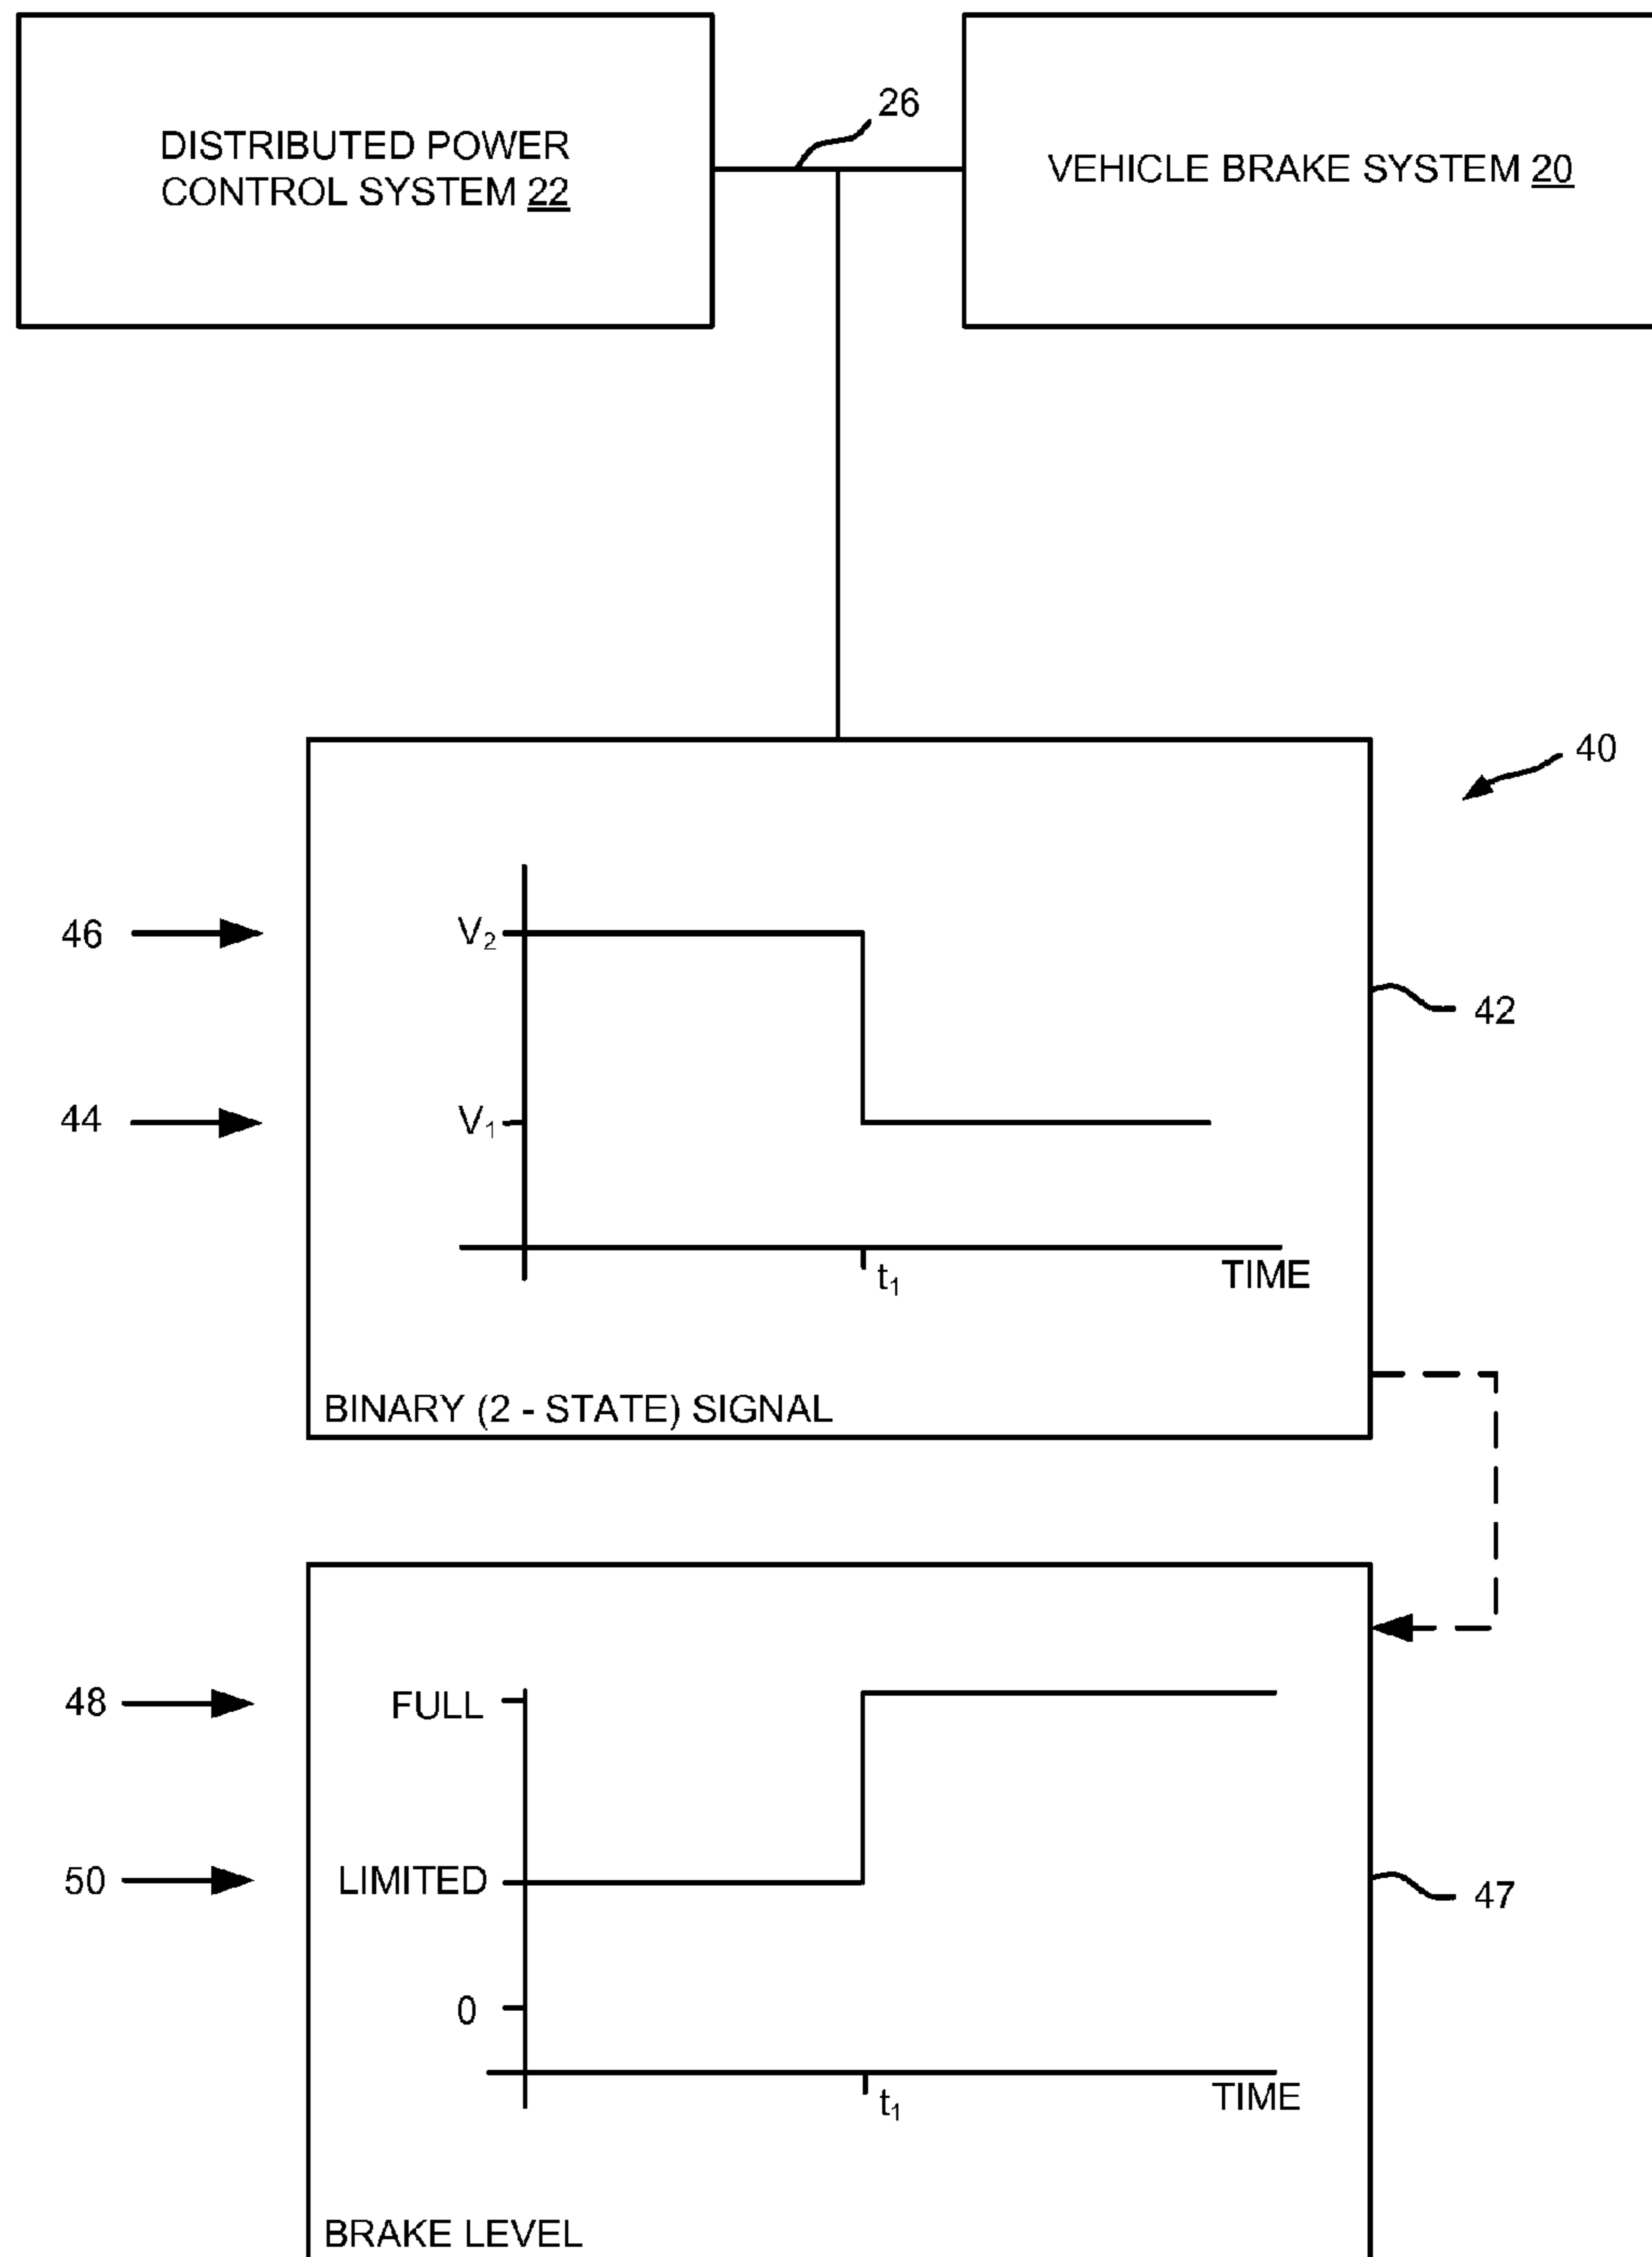 DISTRIBUTED POWER
CONTROL SYSTEM 22
26
VEHICLE BRAKE SYSTEM 20
40
46
V₂
42
44
V₁
t₁
TIME
BINARY (2 - STATE) SIGNAL
48
FULL
50
LIMITED
47
0
t₁
TIME
BRAKE LEVEL